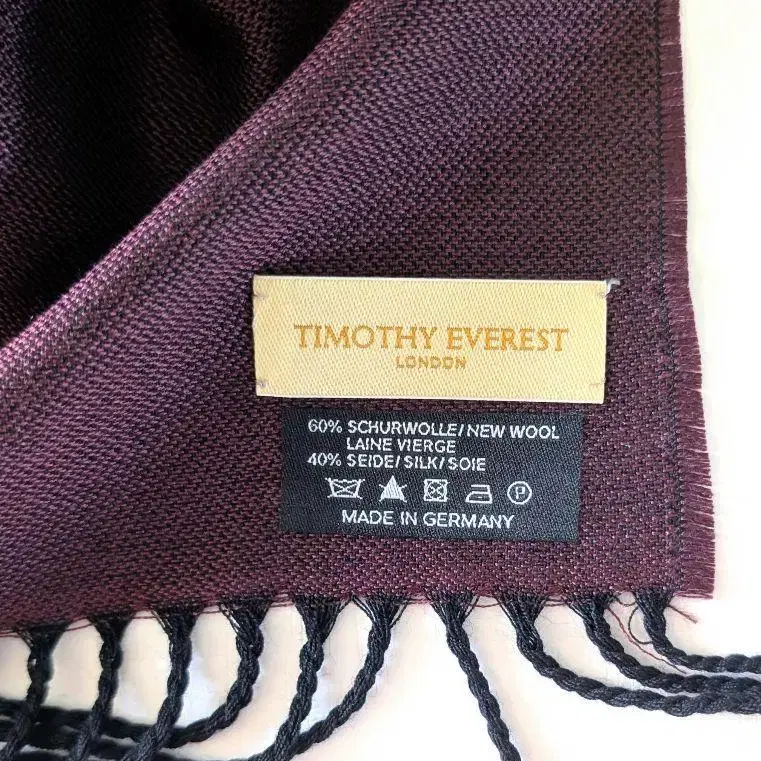 TIMOTHY EVEREST
LONDON
60% SCHURWOLLE/NEW WOOL
LAINE VIERGE
40% SEIDE/SILK/SOIE
P
MADE IN GERMANY